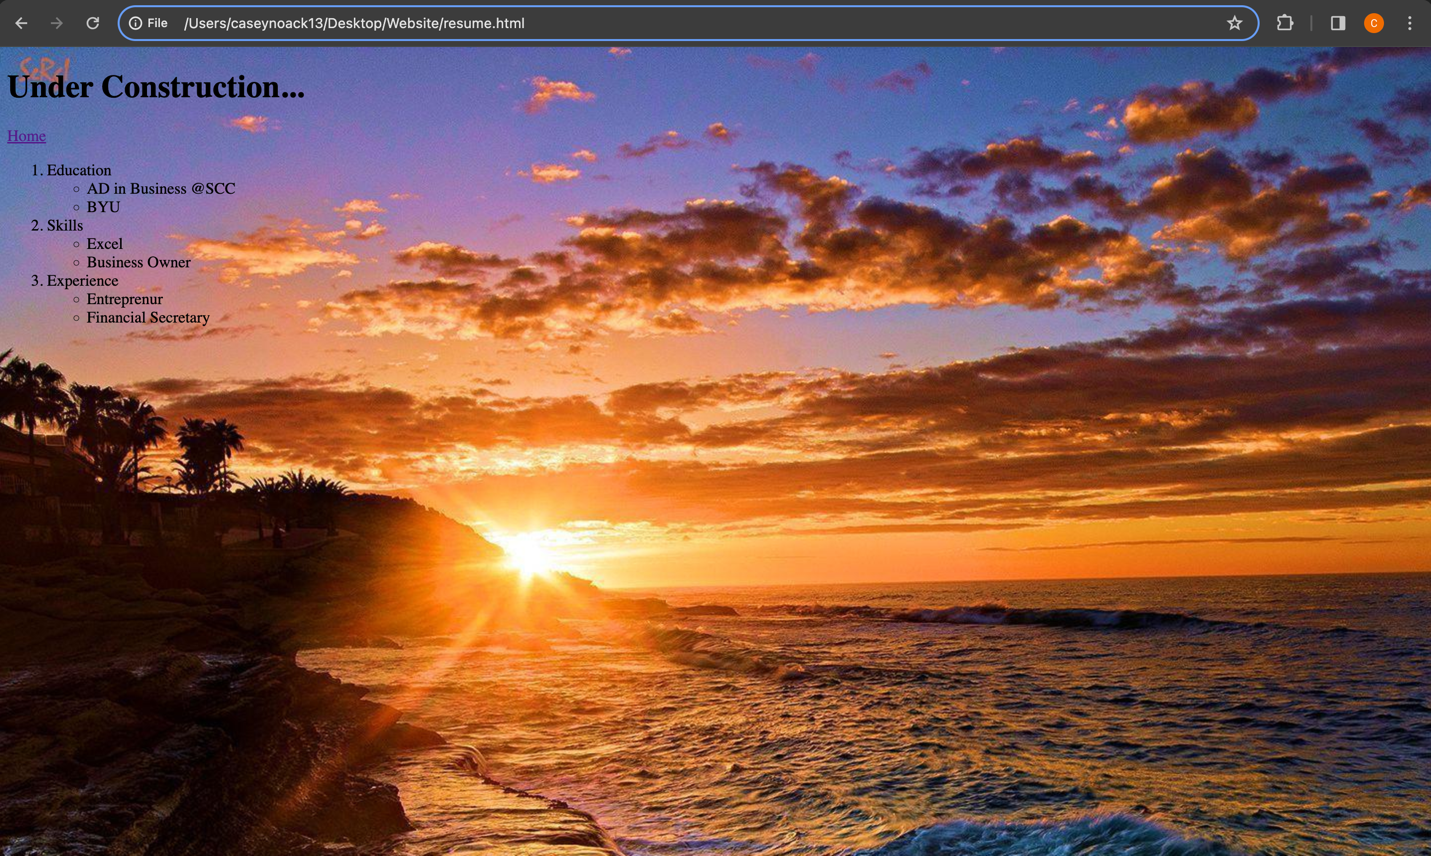 File /Users/caseynoack13/Desktop/Website/resume.html
C
Under Construction...
Home
1. Education
◦ AD in Business @SCC
◦ BYU
2. Skills
◦ Excel
◦ Business Owner
3. Experience
◦ Entreprenur
◦ Financial Secretary